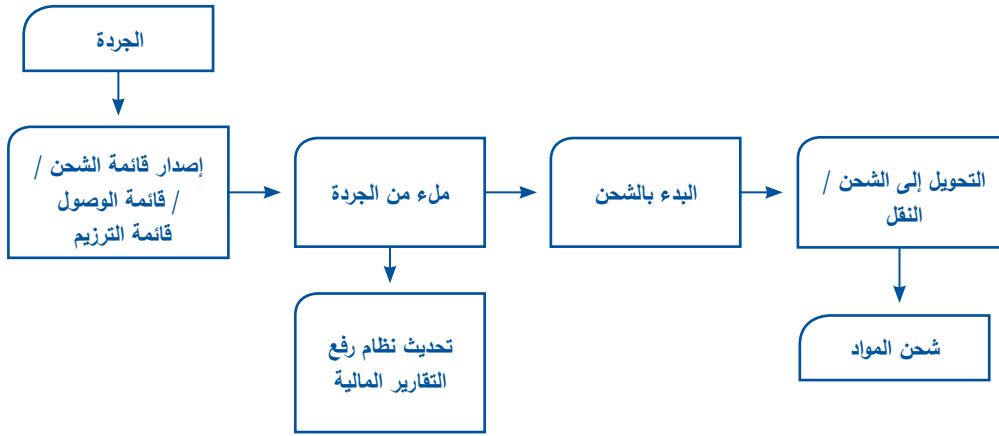 الجردة
إصدار قائمة الشحن /
قائمة الوصول /
قائمة الترزيم
ملء من الجردة
البدء بالشحن
التحويل إلى الشحن /
النقل
تحديث نظام رفع
التقارير المالية
شحن المواد